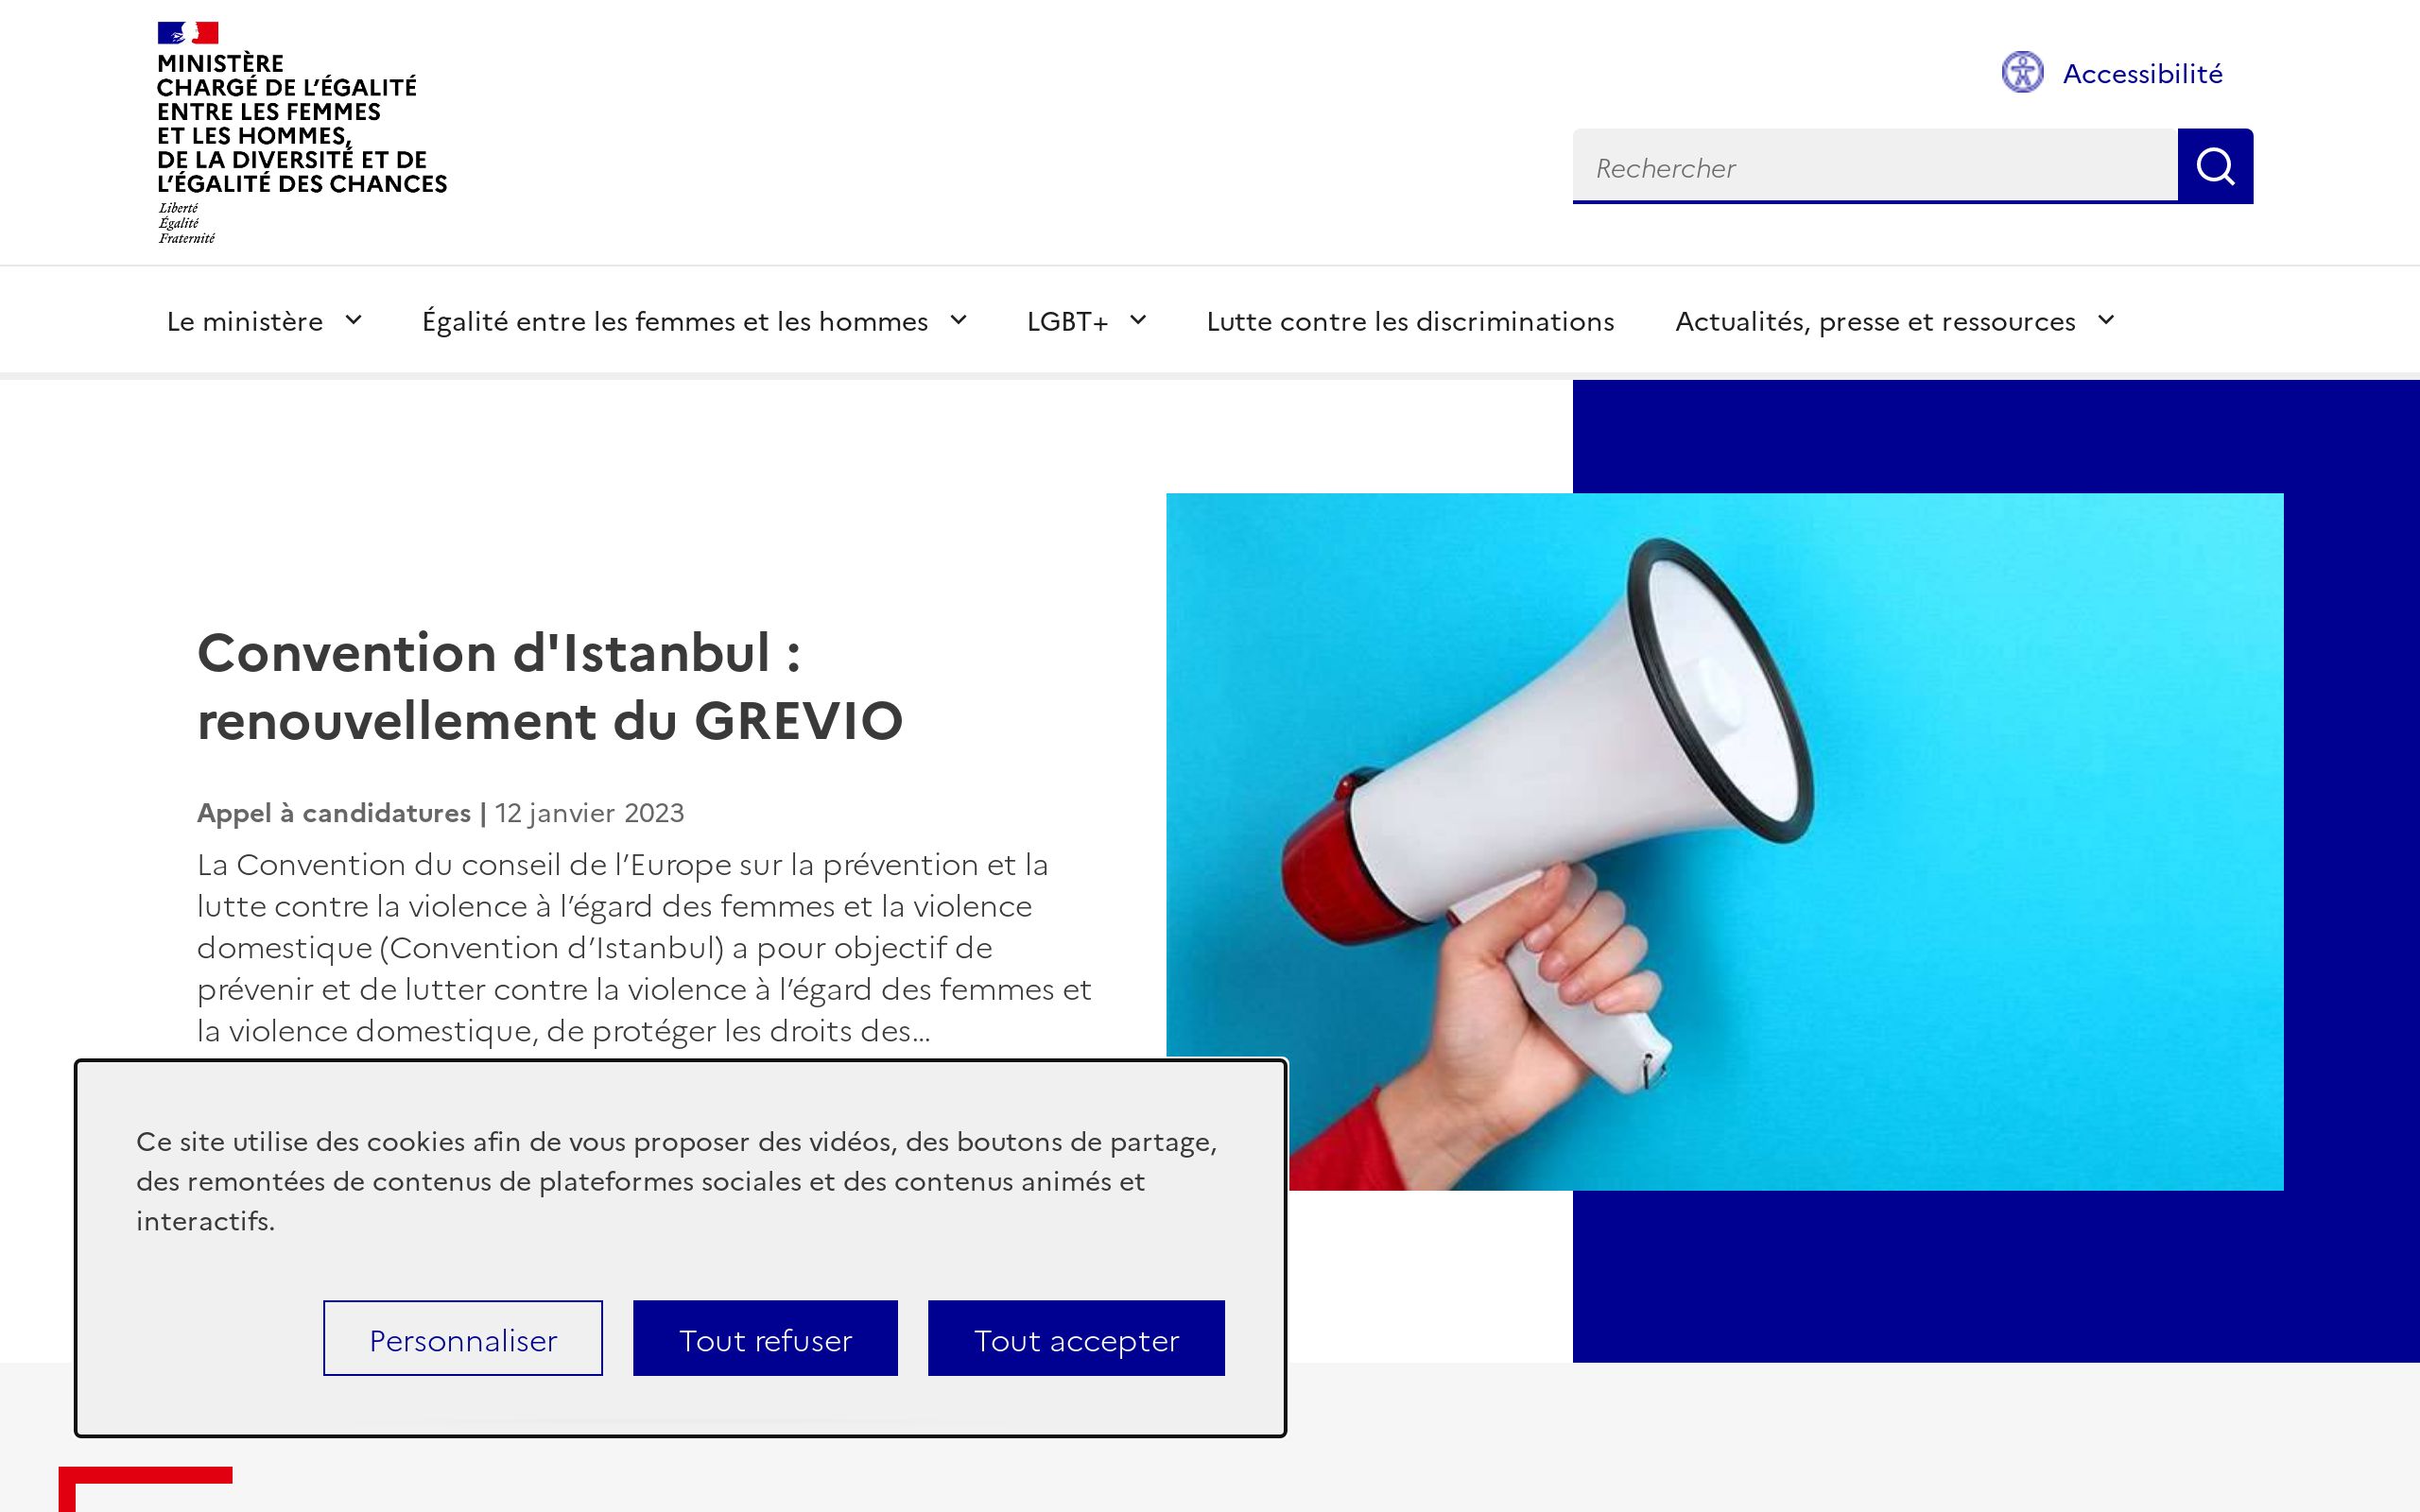 MINISTÈRE
CHARGÉ DE L’ÉGALITÉ
ENTRE LES FEMMES
ET LES HOMMES,
DE LA DIVERSITÉ ET DE
L’ÉGALITÉ DES CHANCES
Liberté
Égalité
Fraternité
Accessibilité
Rechercher
Le ministère
Égalité entre les femmes et les hommes
LGBT+
Lutte contre les discriminations
Actualités, presse et ressources
Convention d'Istanbul :
renouvellement du GREVIO
Appel à candidatures | 12 janvier 2023
La Convention du conseil de l’Europe sur la prévention et la
lutte contre la violence à l’égard des femmes et la violence
domestique (Convention d’Istanbul) a pour objectif de
prévenir et de lutter contre la violence à l’égard des femmes et
la violence domestique, de protéger les droits des…
Ce site utilise des cookies afin de vous proposer des vidéos, des boutons de partage,
des remontées de contenus de plateformes sociales et des contenus animés et
interactifs.
Personnaliser
Tout refuser
Tout accepter